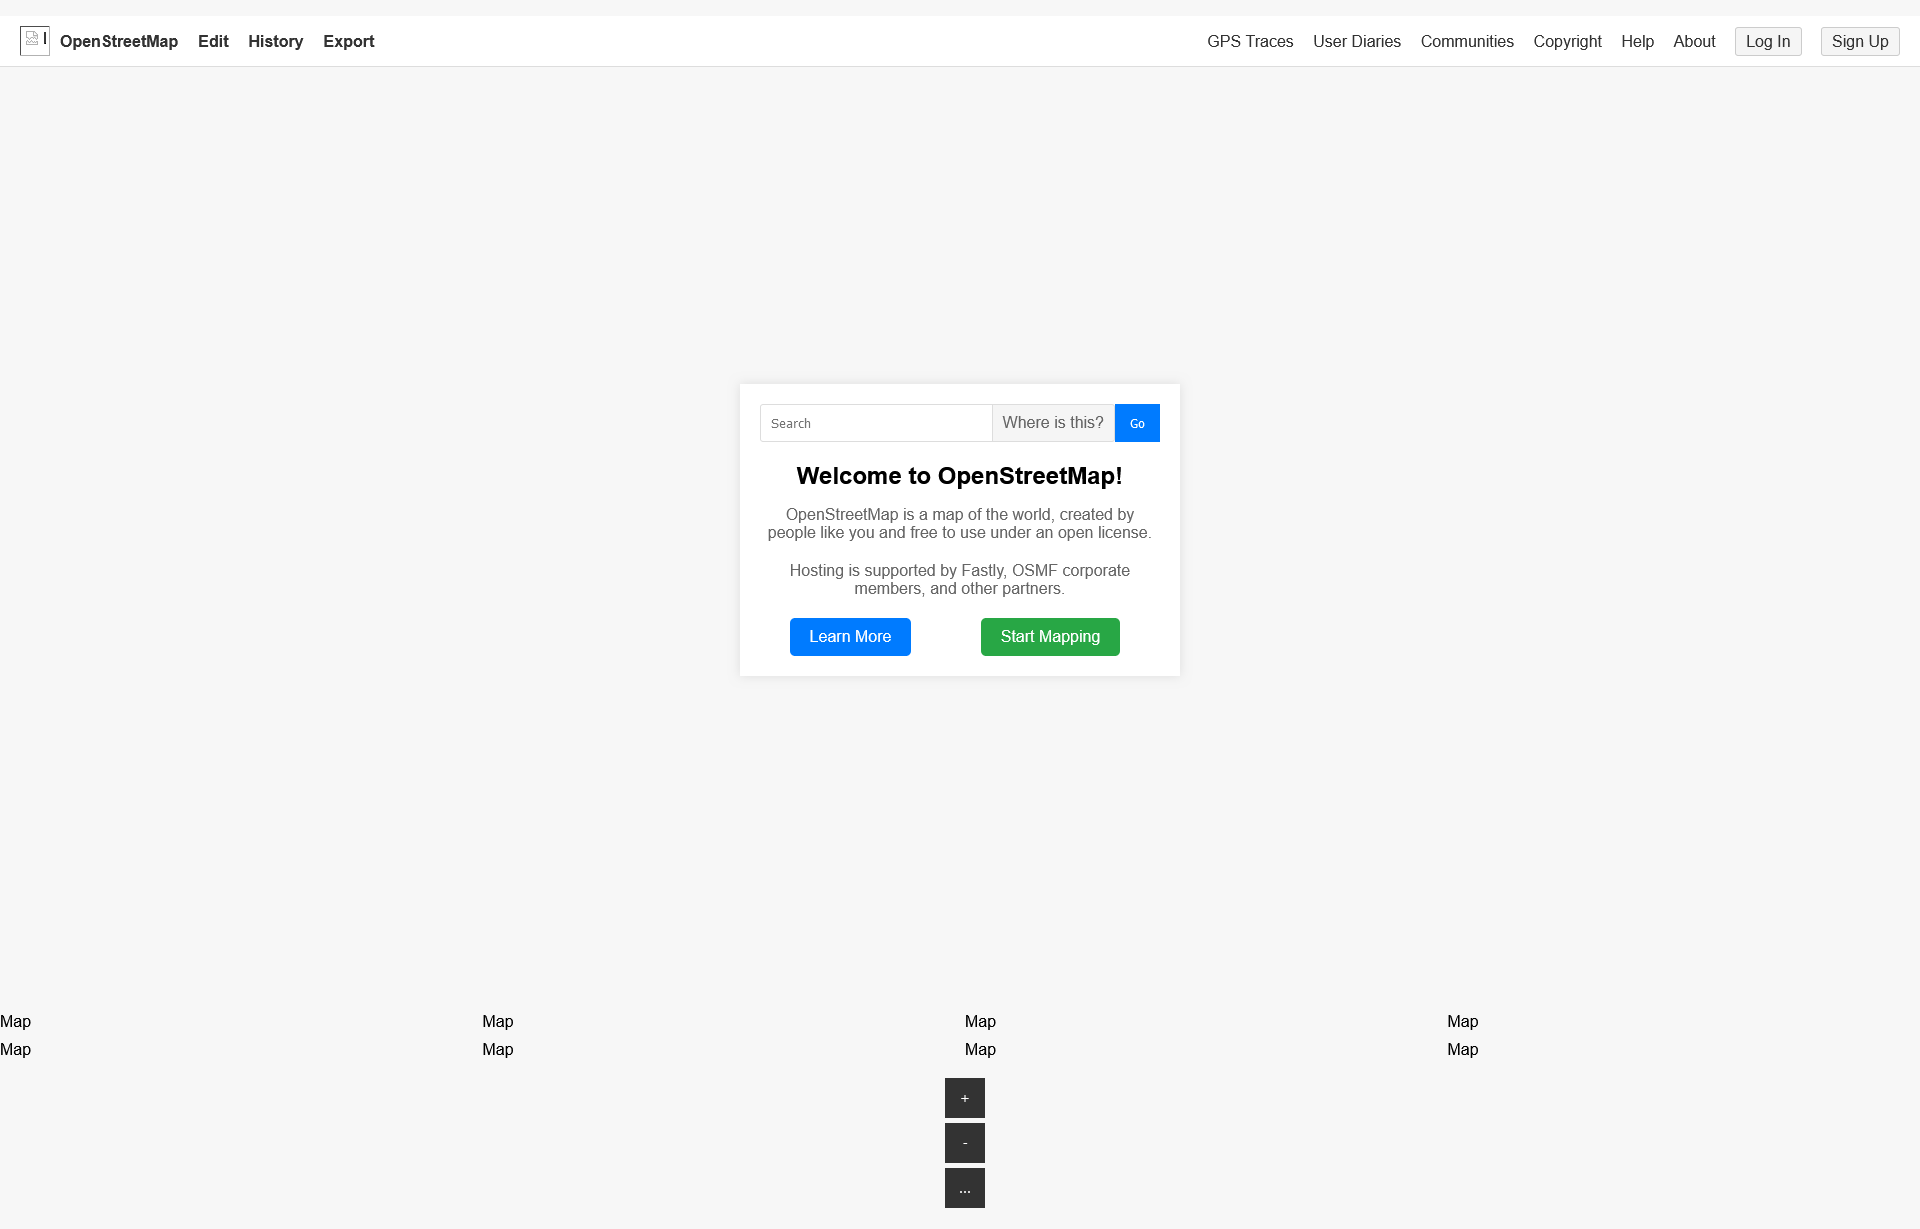 OpenStreetMap Edit History Export GPS Traces User Diaries Communities Copyright Help About Log In Sign Up
Search Where is this? Go
Welcome to OpenStreetMap!
OpenStreetMap is a map of the world, created by
people like you and free to use under an open license.
Hosting is supported by Fastly, OSMF corporate
members, and other partners.
Learn More Start Mapping
Map Map Map Map
Map Map Map Map
+
-
...